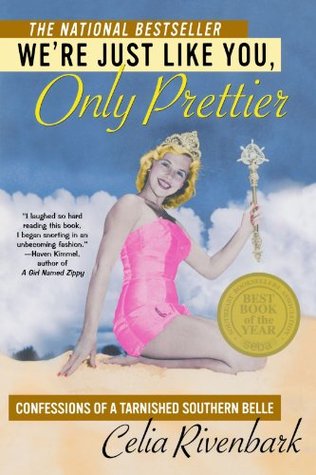 THE NATIONAL BESTSELLER
WE'RE JUST LIKE YOU,
Only Prettier
"I laughed so hard
reading this book,
I began snorting in an
unbecoming fashion."
—Haven Kimmel,
author of
A Girl Named Zippy
BEST
BOOK
of the
YEAR
seba
CONFESSIONS OF A TARNISHED SOUTHERN BELLE
Celia Rivenbark